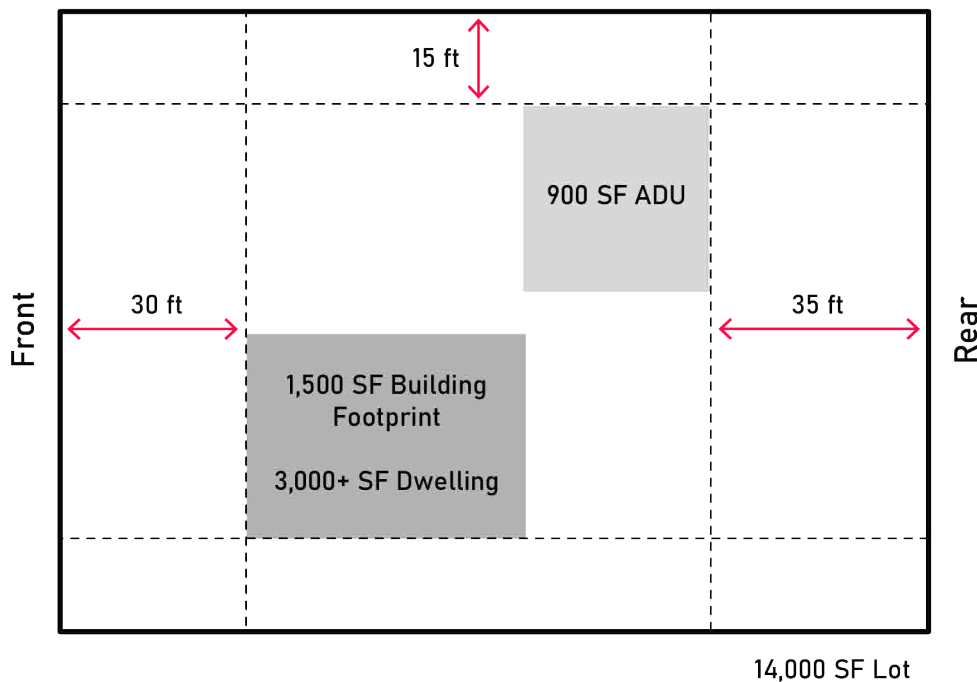 15 ft
900 SF ADU
Front
30 ft
35 ft
Rear
1,500 SF Building
Footprint
3,000+ SF Dwelling
14,000 SF Lot